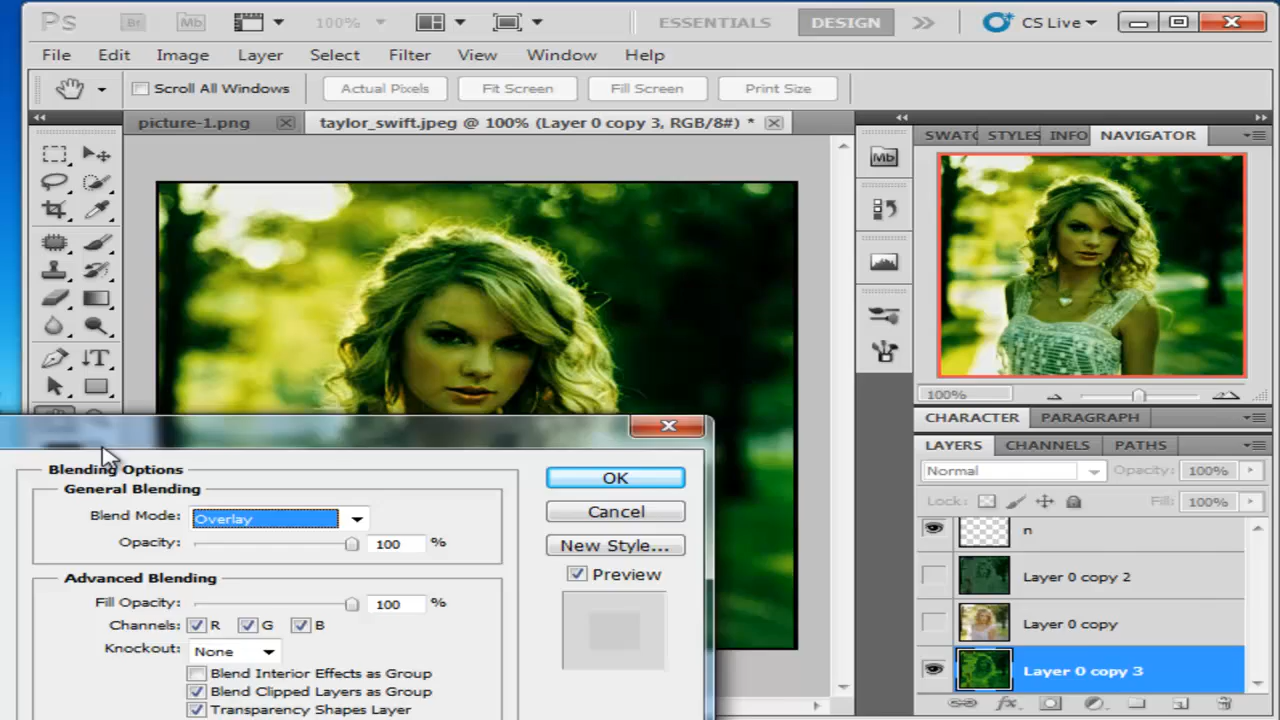 Ps Br Mb 100% ESSENTIALS DESIGN CS Live
File Edit Image Layer Select Filter View Window Help
Scroll All Windows Actual Pixels Fit Screen Fill Screen Print Size
picture-1.png taylor_swift.jpeg @ 100% (Layer 0 copy 3, RGB/8#) *
SWATC STYLES INFO NAVIGATOR
Mb
100%
CHARACTER PARAGRAPH
LAYERS CHANNELS PATHS
Normal Opacity: 100%
Lock: Fill: 100%
n
Layer 0 copy 2
Layer 0 copy
Layer 0 copy 3
Blending Options
General Blending
Blend Mode: Overlay
Opacity: 100 %
Advanced Blending
Fill Opacity: 100 %
Channels: R G B
Knockout: None
Blend Interior Effects as Group
Blend Clipped Layers as Group
Transparency Shapes Layer
OK
Cancel
New Style...
Preview